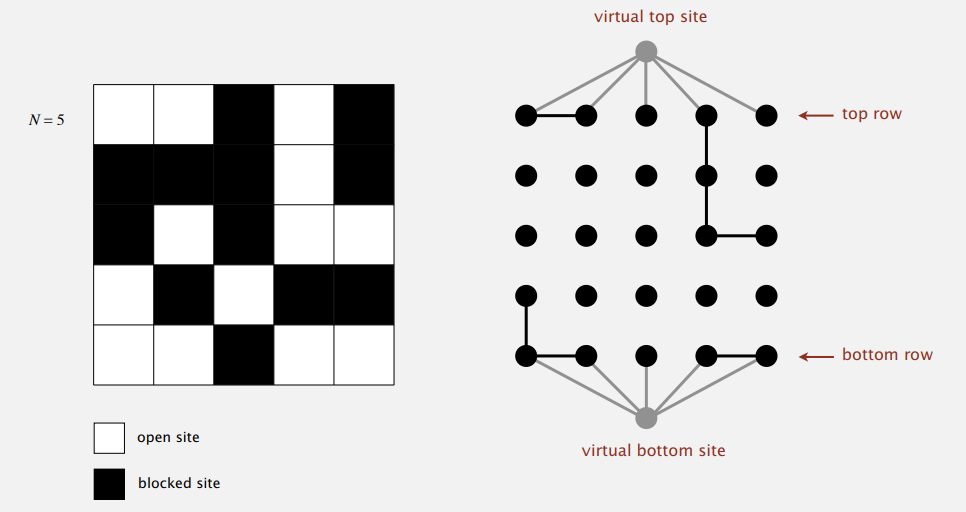 virtual top site
N = 5
top row
bottom row
open site
virtual bottom site
blocked site